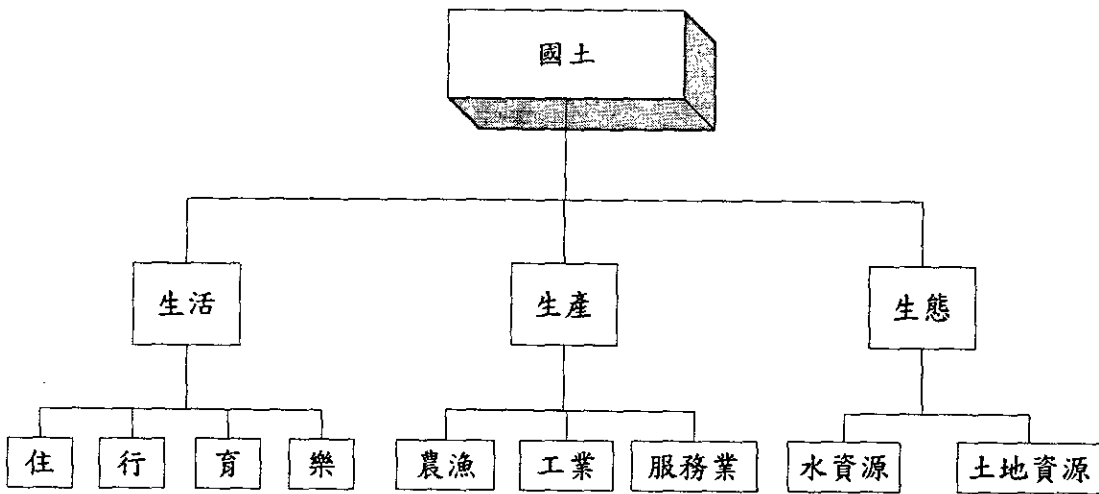 國土
生活
生產
生態
住
行
育
樂
農漁
工業
服務業
水資源
土地資源